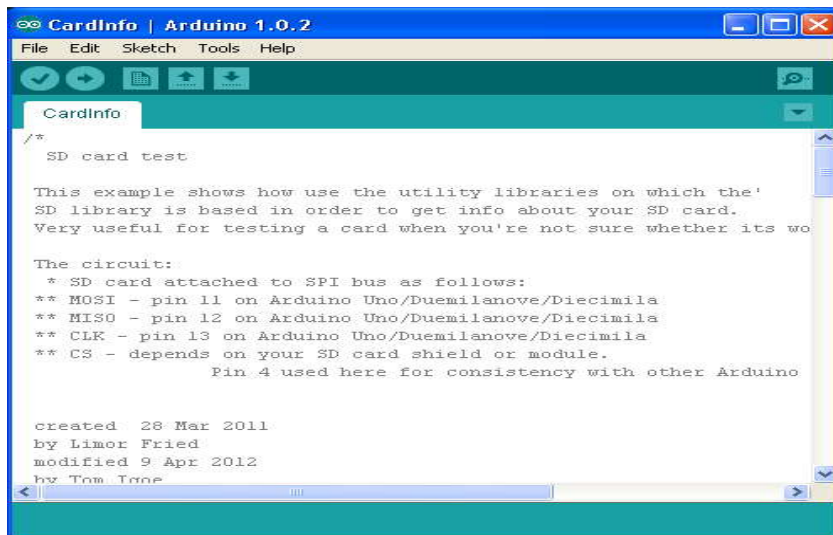 CardInfo | Arduino 1.0.2
File Edit Sketch Tools Help
CardInfo
/*
SD card test
This example shows how use the utility libraries on which the'
SD library is based in order to get info about your SD card.
Very useful for testing a card when you're not sure whether its wo
The circuit:
* SD card attached to SPI bus as follows:
** MOSI - pin 11 on Arduino Uno/Duemilanove/Diecimila
** MISO - pin 12 on Arduino Uno/Duemilanove/Diecimila
** CLK - pin 13 on Arduino Uno/Duemilanove/Diecimila
** CS - depends on your SD card shield or module.
Pin 4 used here for consistency with other Arduino
created 28 Mar 2011
by Limor Fried
modified 9 Apr 2012
by Tom Igoe